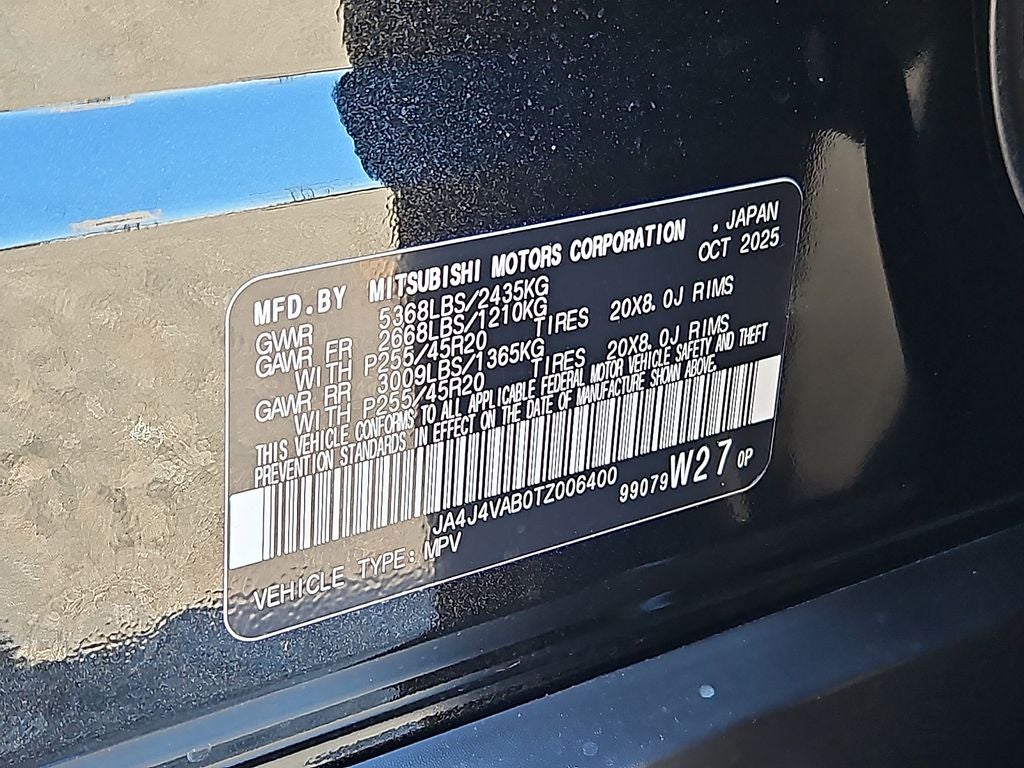 MFD.BY MITSUBISHI MOTORS CORPORATION . JAPAN
OCT 2025
GVWR 5368LBS/2435KG
GAWR FR 2668LBS/1210KG
WITH P255/45R20 TIRES 20X8.0J RIMS
GAWR RR 3009LBS/1365KG
WITH P255/45R20 TIRES 20X8.0J RIMS
THIS VEHICLE CONFORMS TO ALL APPLICABLE FEDERAL MOTOR VEHICLE SAFETY AND THEFT
PREVENTION STANDARDS IN EFFECT ON THE DATE OF MANUFACTURE SHOWN ABOVE.
JA4J4VAB0TZ006400
99079 W27 0P
VEHICLE TYPE: MPV